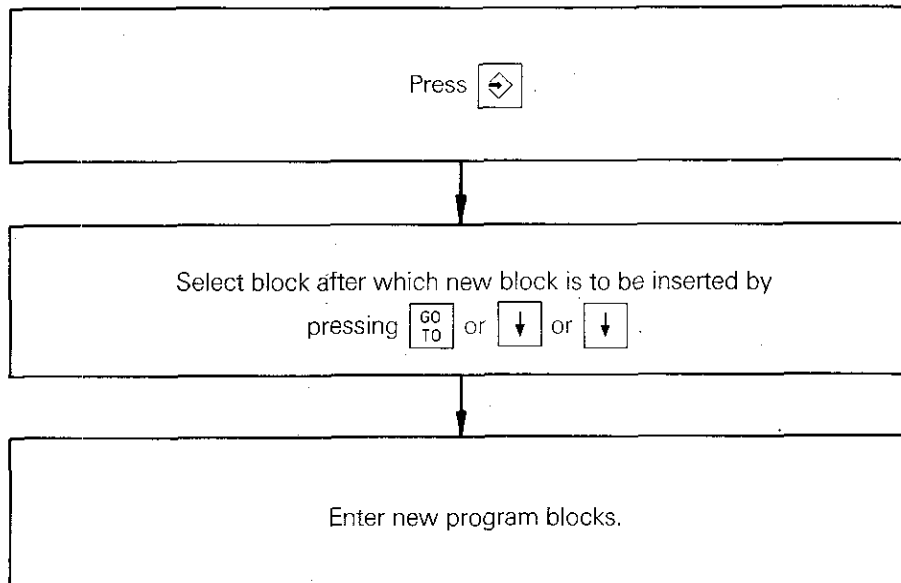 Press
Select block after which new block is to be inserted by
pressing GO TO or ↓ or ↓ .
Enter new program blocks.